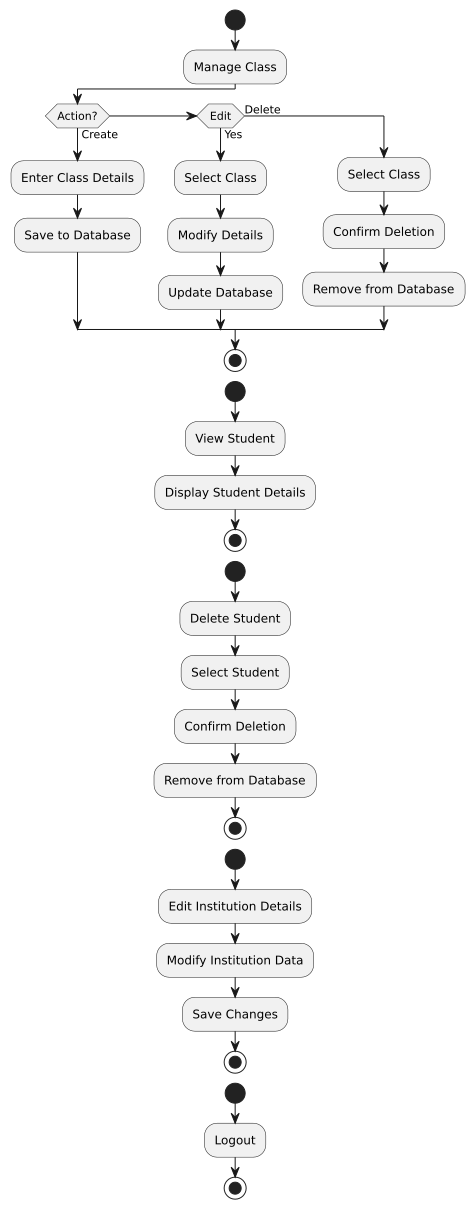 Manage Class
Action?
Edit
Delete
Create
Yes
Enter Class Details
Select Class
Select Class
Save to Database
Modify Details
Confirm Deletion
Update Database
Remove from Database
View Student
Display Student Details
Delete Student
Select Student
Confirm Deletion
Remove from Database
Edit Institution Details
Modify Institution Data
Save Changes
Logout